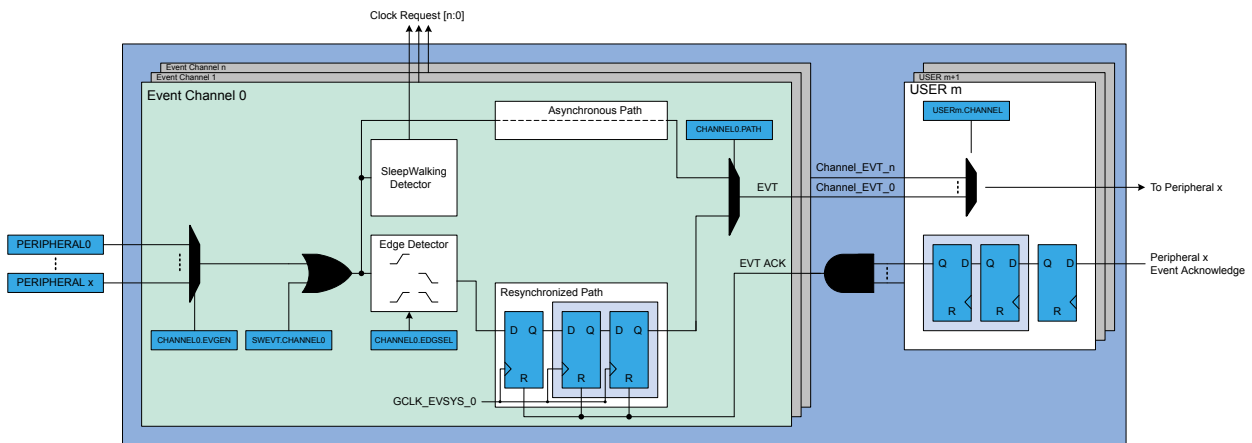 Clock Request [n:0]
Event Channel n
Event Channel 1
Event Channel 0
USER m+1
USER m
Asynchronous Path
USERm.CHANNEL
CHANNEL0.PATH
SleepWalking
Detector
Channel_EVT_n
EVT
Channel_EVT_0
To Peripheral x
PERIPHERAL0
PERIPHERAL x
Edge Detector
EVT ACK
Q D Q D Q D
R R R
Peripheral x
Event Acknowledge
Resynchronized Path
D Q D Q D Q
R R R
CHANNEL0.EVGEN
SWEVT.CHANNEL0
CHANNEL0.EDGSEL
GCLK_EVSYS_0